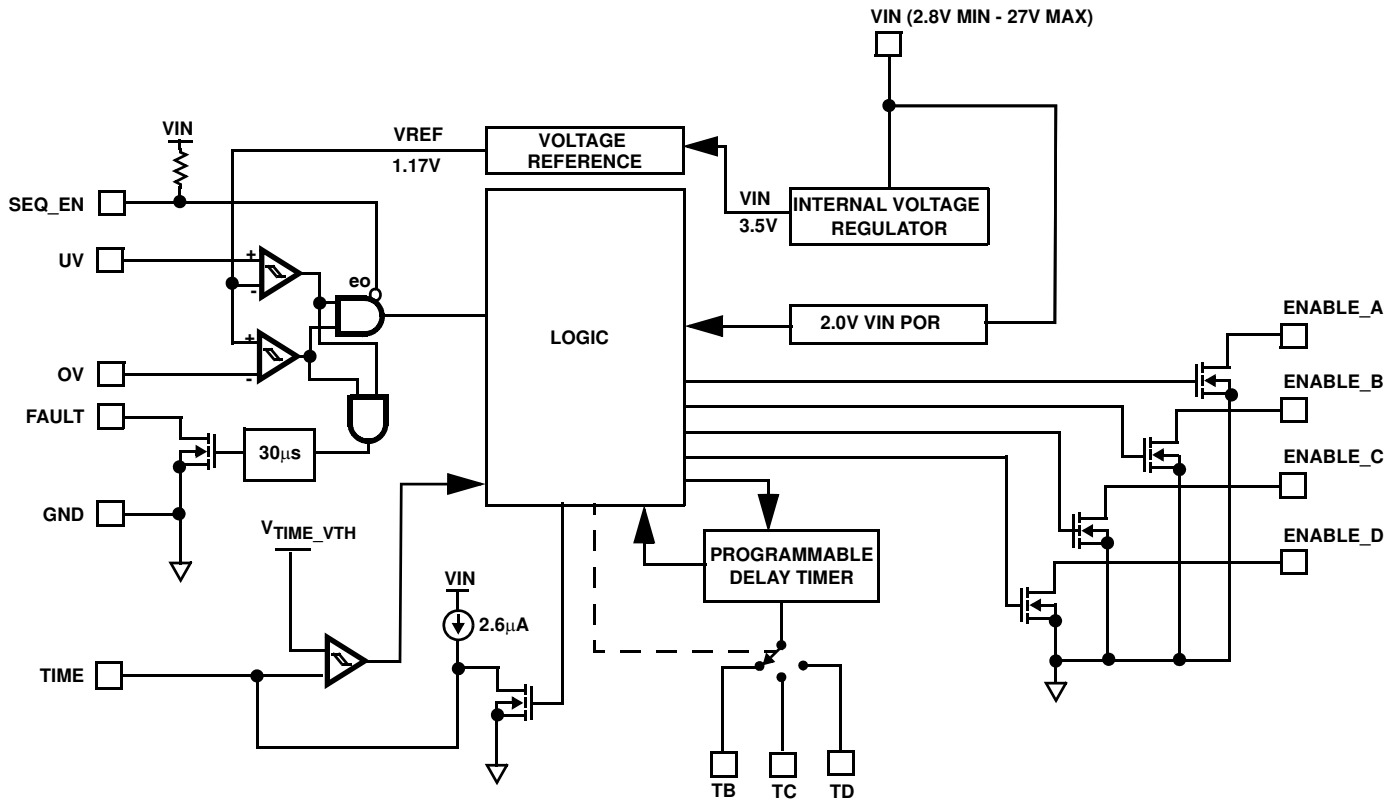 VIN (2.8V MIN - 27V MAX)
VIN
VREF
1.17V
VOLTAGE
REFERENCE
SEQ_EN
VIN
3.5V
INTERNAL VOLTAGE
REGULATOR
UV
+
-
eo
LOGIC
2.0V VIN POR
ENABLE_A
+
-
OV
ENABLE_B
FAULT
30µs
ENABLE_C
GND
VTIME_VTH
ENABLE_D
PROGRAMMABLE
DELAY TIMER
VIN
2.6µA
TIME
TB
TC
TD